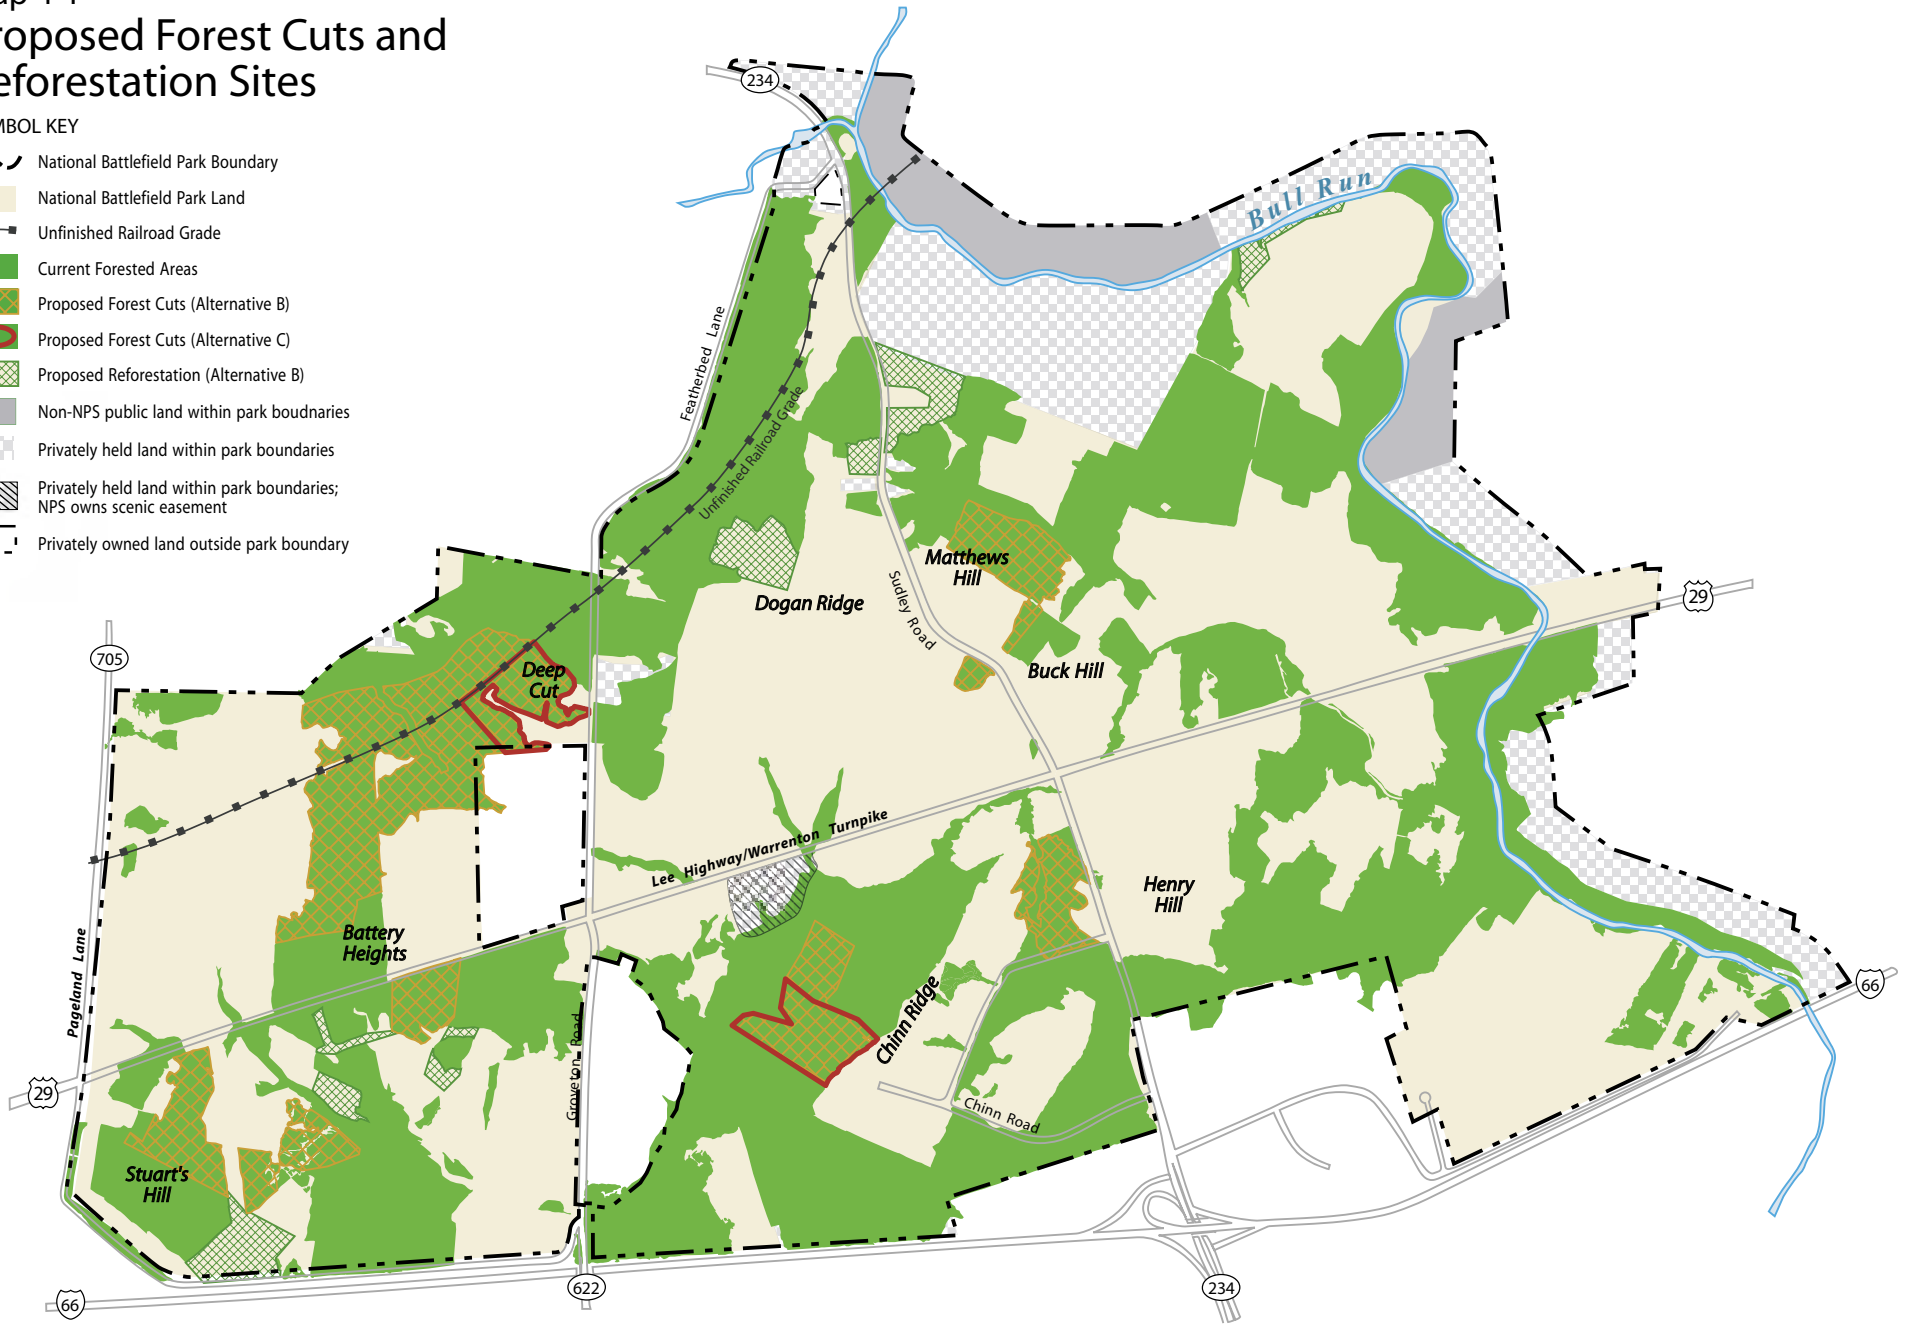 roposed Forest Cuts and
eforestation Sites
MBOL KEY
National Battlefield Park Boundary
National Battlefield Park Land
Unfinished Railroad Grade
Current Forested Areas
Proposed Forest Cuts (Alternative B)
Proposed Forest Cuts (Alternative C)
Proposed Reforestation (Alternative B)
Non-NPS public land within park boudnaries
Privately held land within park boundaries
Privately held land within park boundaries;
NPS owns scenic easement
Privately owned land outside park boundary
234
Bull Run
Featherbed Lane
Unfinished Railroad Grade
Matthews
Hill
Dogan Ridge
Sudley Road
29
705
Deep
Cut
Buck Hill
Lee Highway/Warrenton Turnpike
Henry
Hill
Battery
Heights
Pageland Lane
Chinn Ridge
66
Groveton Road
29
Chinn Road
Stuart's
Hill
66
622
234